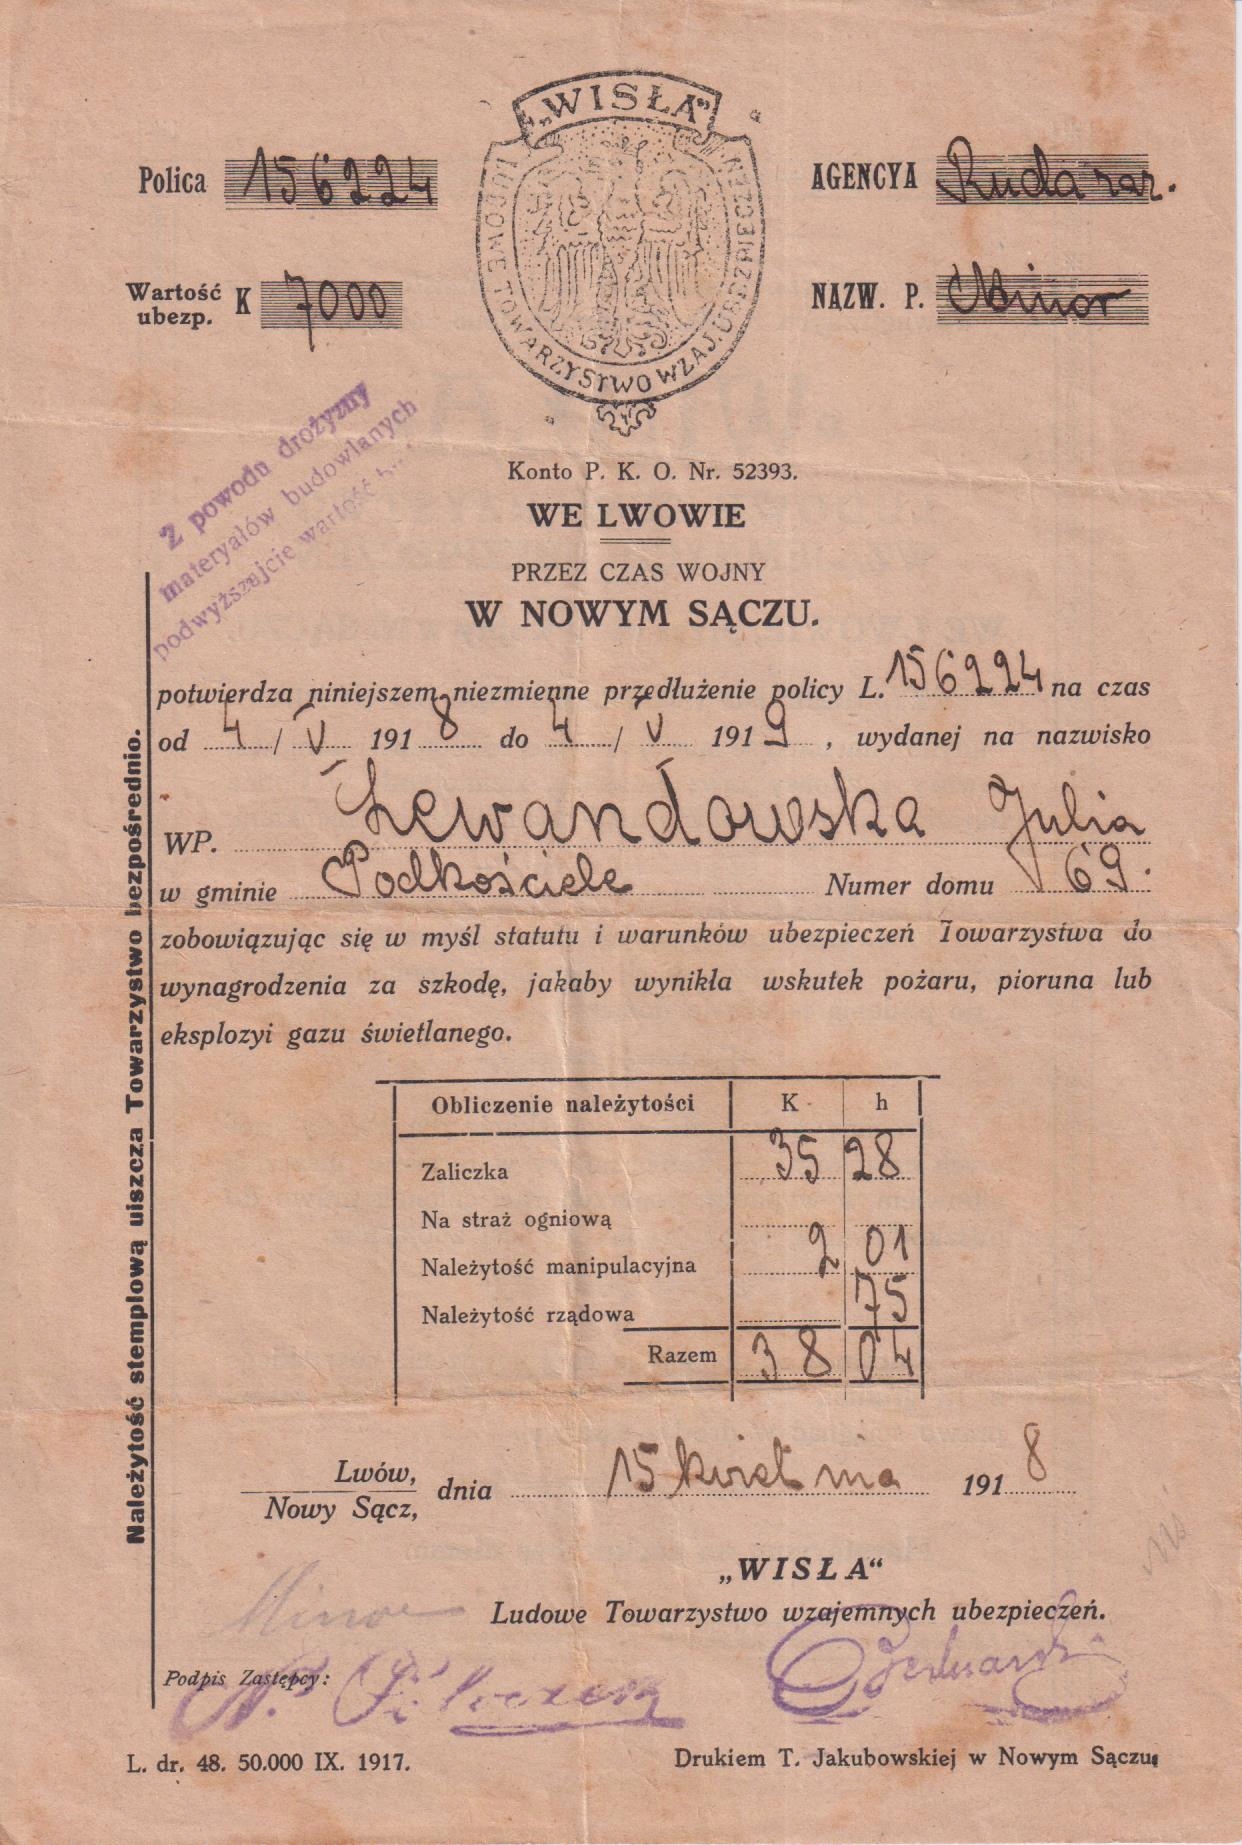 „WISŁA”
LUDOWE TOWARZYSTWO WZAJ. UBEZPIECZEŃ
Polica 156224
AGENCYA Ruda roz.
Wartość ubezp. K 7000
NAZW. P. Minor
Z powodu drożyzny
materyałów budowlanych
podwyższajcie wartość
Konto P. K. O. Nr. 52393.
WE LWOWIE
PRZEZ CZAS WOJNY
W NOWYM SĄCZU.
potwierdza niniejszem niezmienne przedłużenie policy L. 156224 na czas
od 4 / V 1918 do 4 / V 1919, wydanej na nazwisko
WP. Lewandowska Julia
w gminie Podkościele Numer domu 69.
zobowiązując się w myśl statutu i warunków ubezpieczeń Towarzystwa do
wynagrodzenia za szkodę, jakaby wynikła wskutek pożaru, pioruna lub
eksplozyi gazu świetlanego.
Należytość stemplową uiszcza Towarzystwo bezpośrednio.
Obliczenie należytości K h
Zaliczka 35 28
Na straż ogniową
Należytość manipulacyjna 2 01
Należytość rządowa 75
Razem 38 04
Lwów,
Nowy Sącz, dnia 15 kwietnia 1918
„WISŁA“
Ludowe Towarzystwo wzajemnych ubezpieczeń.
Minor
Podpis Zastępcy:
L. dr. 48. 50.000 IX. 1917.
Drukiem T. Jakubowskiej w Nowym Sączu.